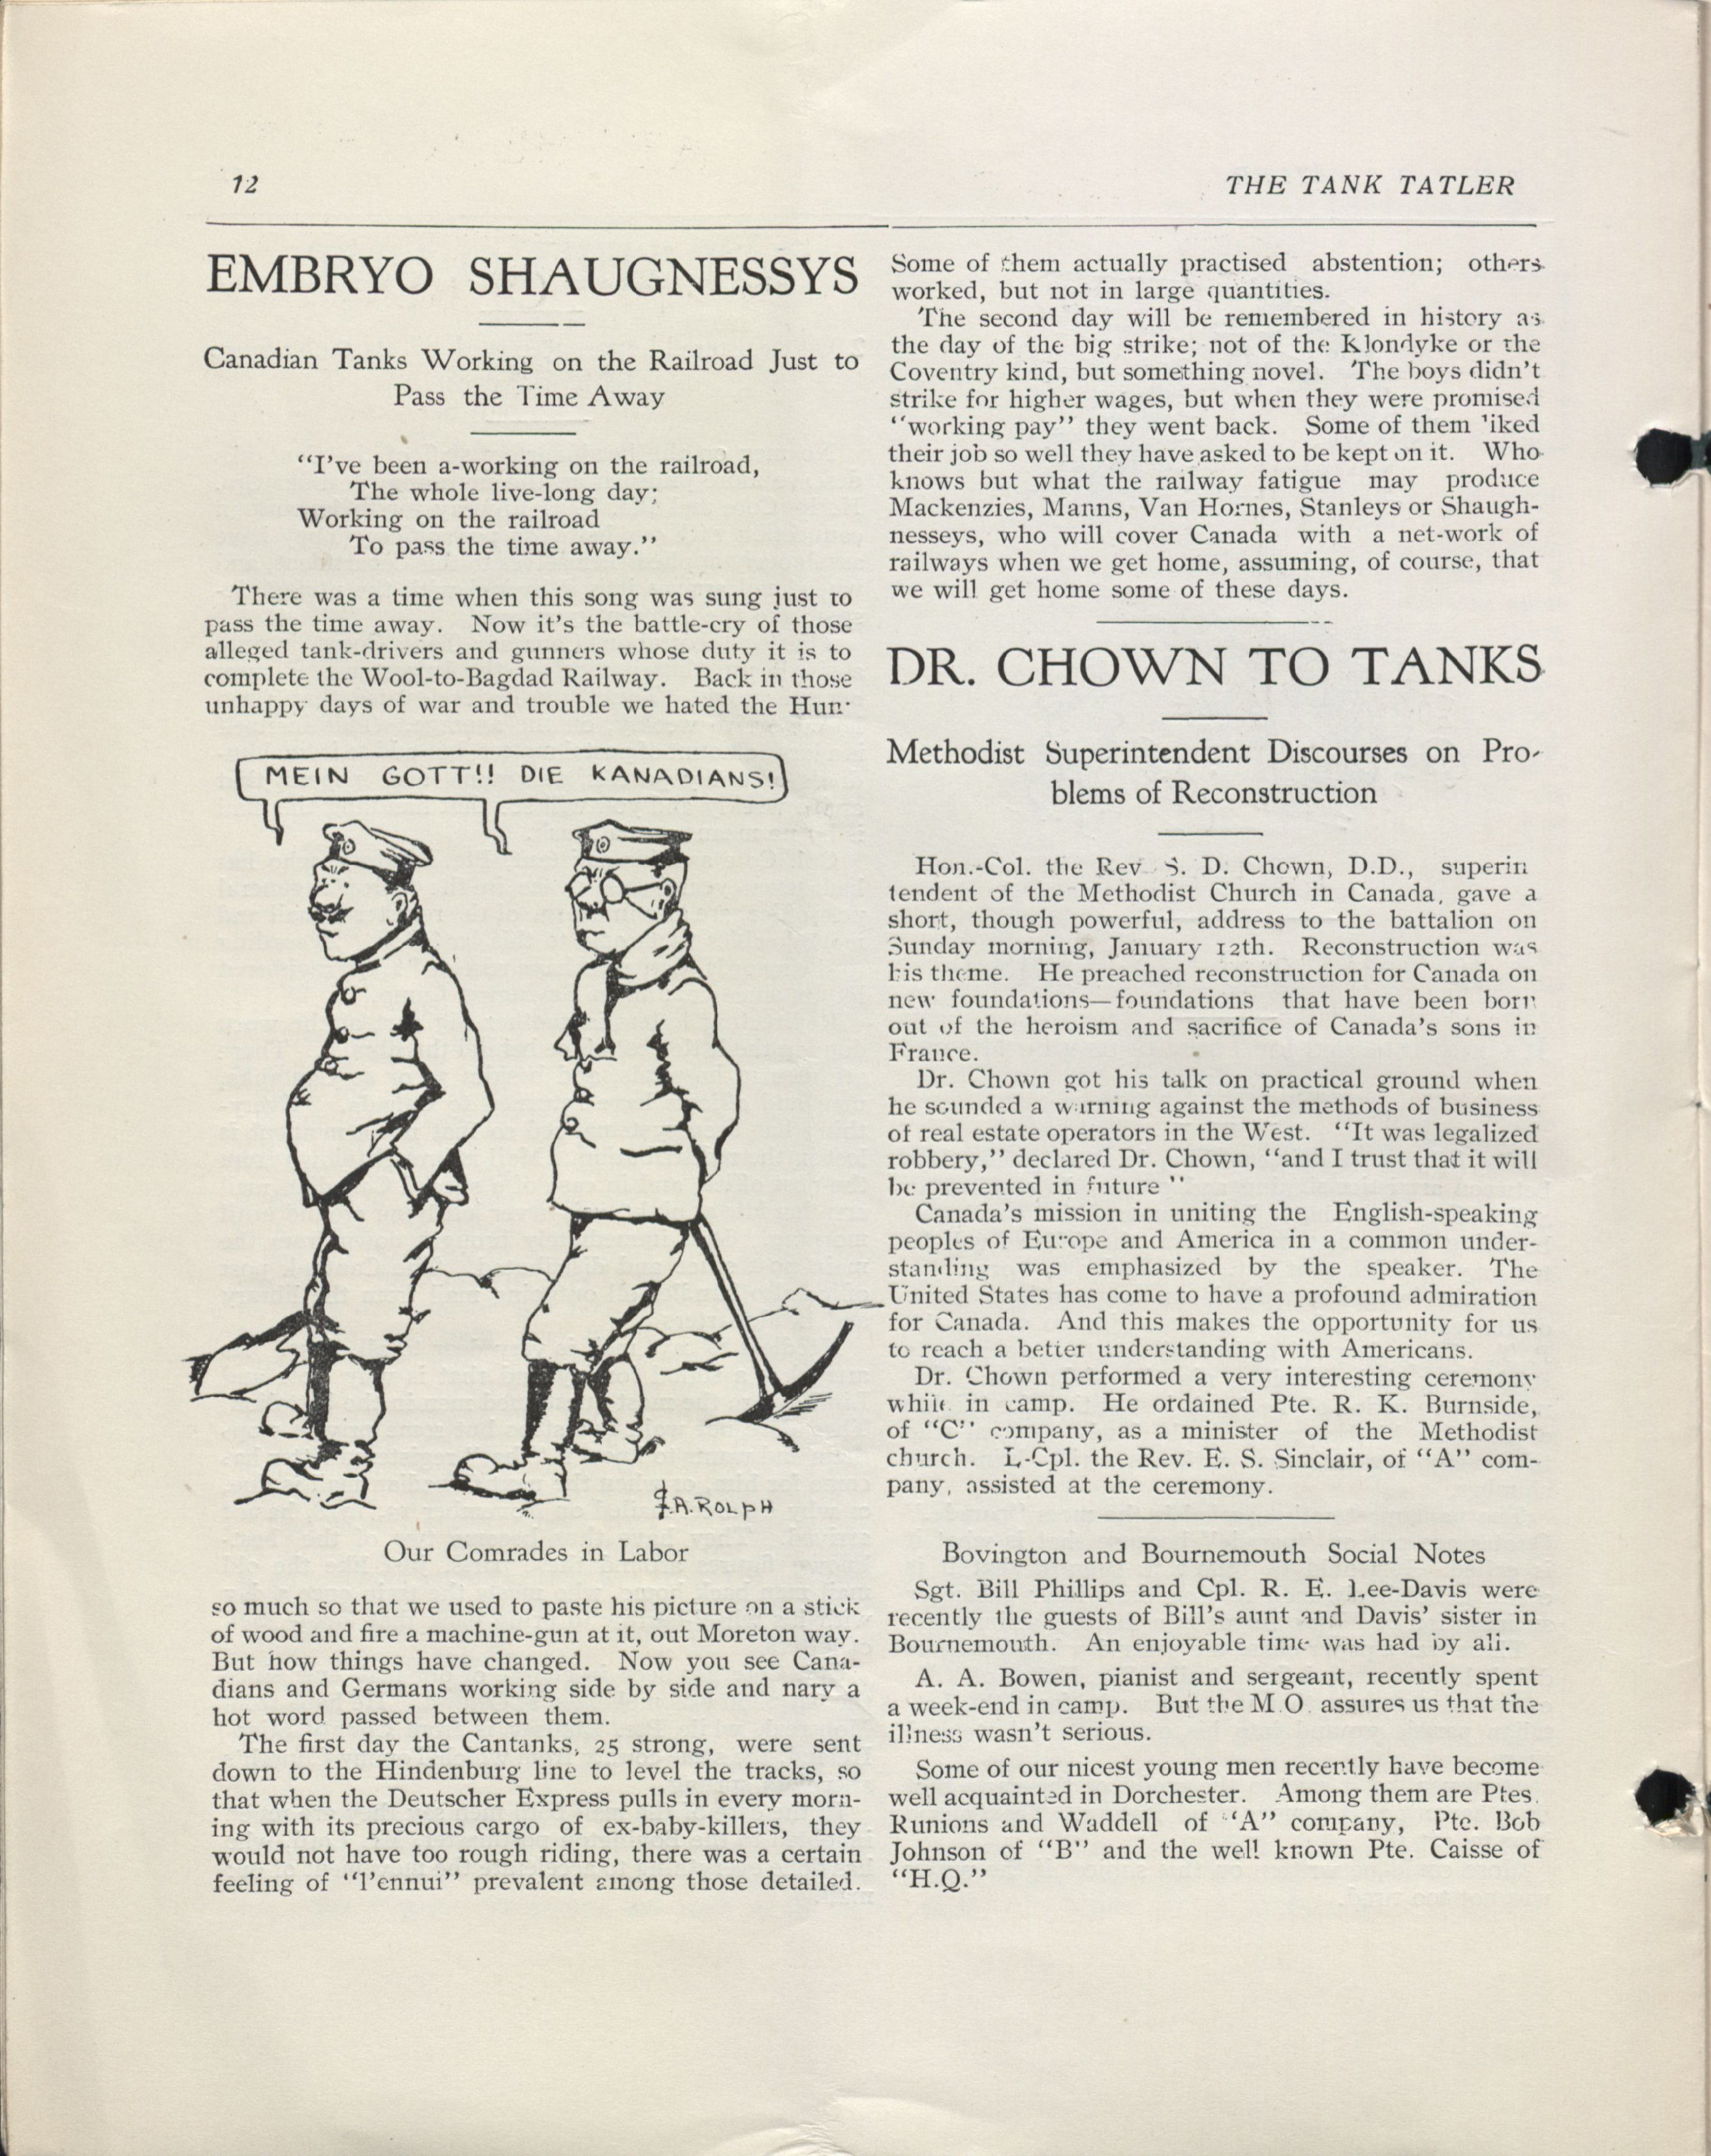 12
THE TANK TATLER
EMBRYO SHAUGNESSYS
Canadian Tanks Working on the Railroad Just to
Pass the Time Away
“I've been a-working on the railroad,
The whole live-long day;
Working on the railroad
To pass the time away.”
There was a time when this song was sung just to
pass the time away. Now it's the battle-cry of those
alleged tank-drivers and gunners whose duty it is to
complete the Wool-to-Bagdad Railway. Back in those
unhappy days of war and trouble we hated the Hun
MEIN GOTT!! DIE KANADIANS!
J.A. ROLPH
Our Comrades in Labor
so much so that we used to paste his picture on a stick
of wood and fire a machine-gun at it, out Moreton way.
But how things have changed. Now you see Cana-
dians and Germans working side by side and nary a
hot word passed between them.
The first day the Cantanks, 25 strong, were sent
down to the Hindenburg line to level the tracks, so
that when the Deutscher Express pulls in every morn-
ing with its precious cargo of ex-baby-killers, they
would not have too rough riding, there was a certain
feeling of “l'ennui” prevalent among those detailed.
Some of them actually practised abstention; others
worked, but not in large quantities.
The second day will be remembered in history as
the day of the big strike; not of the Klondyke or the
Coventry kind, but something novel. The boys didn't
strike for higher wages, but when they were promised
“working pay” they went back. Some of them liked
their job so well they have asked to be kept on it. Who
knows but what the railway fatigue may produce
Mackenzies, Manns, Van Hornes, Stanleys or Shaugh-
nesseys, who will cover Canada with a net-work of
railways when we get home, assuming, of course, that
we will get home some of these days.
DR. CHOWN TO TANKS
Methodist Superintendent Discourses on Pro-
blems of Reconstruction
Hon.-Col. the Rev. S. D. Chown, D.D., superin
tendent of the Methodist Church in Canada, gave a
short, though powerful, address to the battalion on
Sunday morning, January 12th. Reconstruction was
his theme. He preached reconstruction for Canada on
new foundations—foundations that have been born
out of the heroism and sacrifice of Canada's sons in
France.
Dr. Chown got his talk on practical ground when
he sounded a warning against the methods of business
of real estate operators in the West. “It was legalized
robbery,” declared Dr. Chown, “and I trust that it will
be prevented in future ”
Canada's mission in uniting the English-speaking
peoples of Europe and America in a common under-
standing was emphasized by the speaker. The
United States has come to have a profound admiration
for Canada. And this makes the opportunity for us
to reach a better understanding with Americans.
Dr. Chown performed a very interesting ceremony
while in camp. He ordained Pte. R. K. Burnside,
of “C” company, as a minister of the Methodist
church. L-Cpl. the Rev. E. S. Sinclair, of “A” com-
pany, assisted at the ceremony.
Bovington and Bournemouth Social Notes
Sgt. Bill Phillips and Cpl. R. E. Lee-Davis were
recently the guests of Bill's aunt and Davis' sister in
Bournemouth. An enjoyable time was had by all.
A. A. Bowen, pianist and sergeant, recently spent
a week-end in camp. But the M.O. assures us that the
illness wasn't serious.
Some of our nicest young men recently have become
well acquainted in Dorchester. Among them are Ptes.
Runions and Waddell of “A” company, Pte. Bob
Johnson of “B” and the well known Pte. Caisse of
“H.Q.”